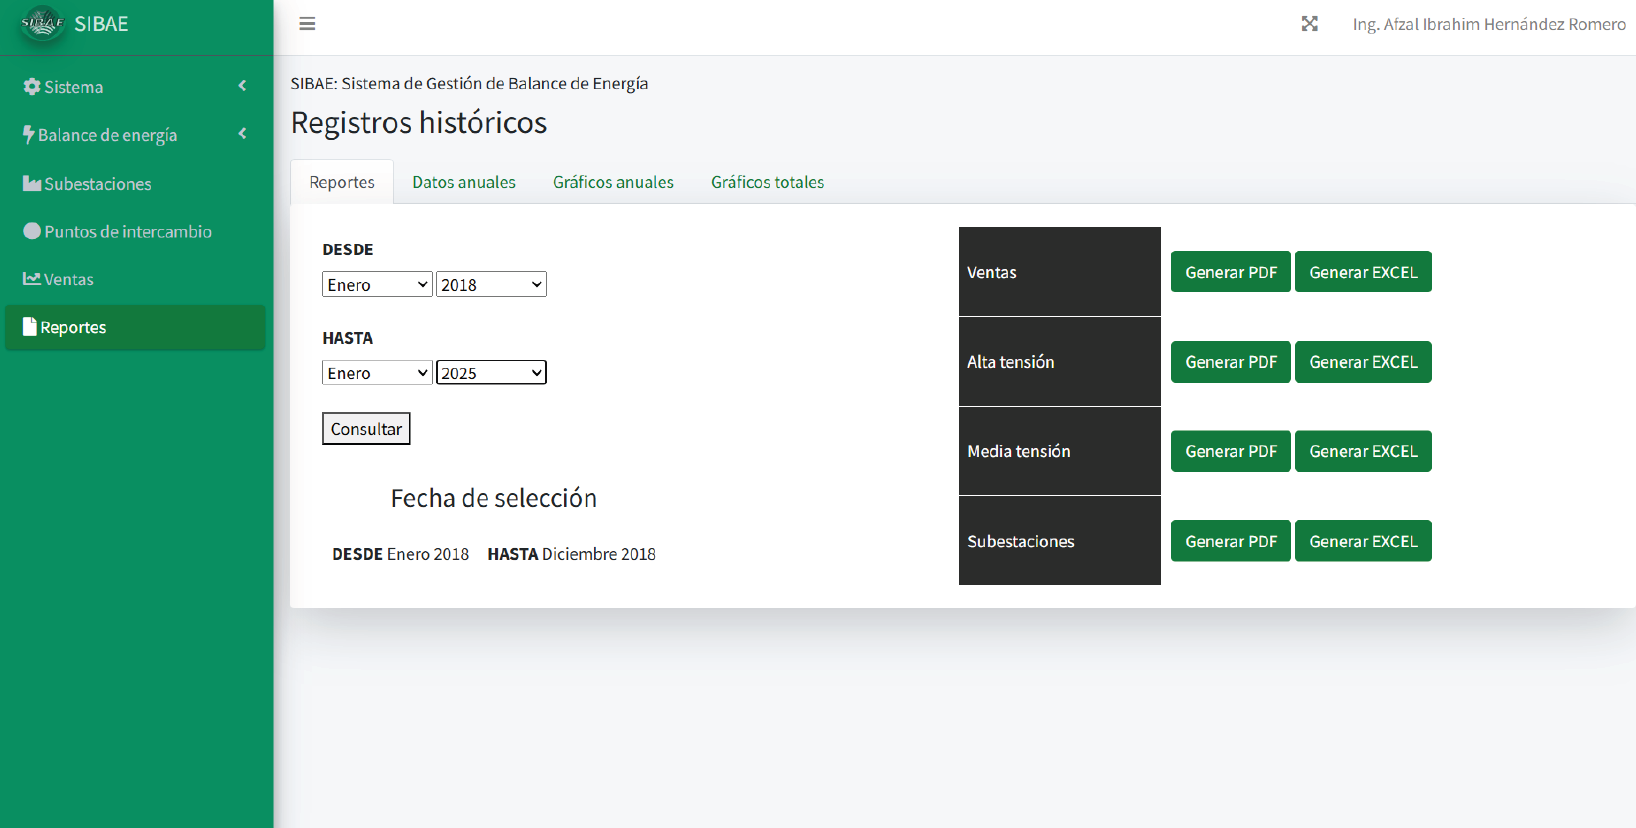 SIBAE
SIBAE
Ing. Afzal Ibrahim Hernández Romero
Sistema
Balance de energía
Subestaciones
Puntos de intercambio
Ventas
Reportes
SIBAE: Sistema de Gestión de Balance de Energía
Registros históricos
Reportes Datos anuales Gráficos anuales Gráficos totales
DESDE
Enero 2018
HASTA
Enero 2025
Consultar
Fecha de selección
DESDE Enero 2018 HASTA Diciembre 2018
Ventas Generar PDF Generar EXCEL
Alta tensión Generar PDF Generar EXCEL
Media tensión Generar PDF Generar EXCEL
Subestaciones Generar PDF Generar EXCEL